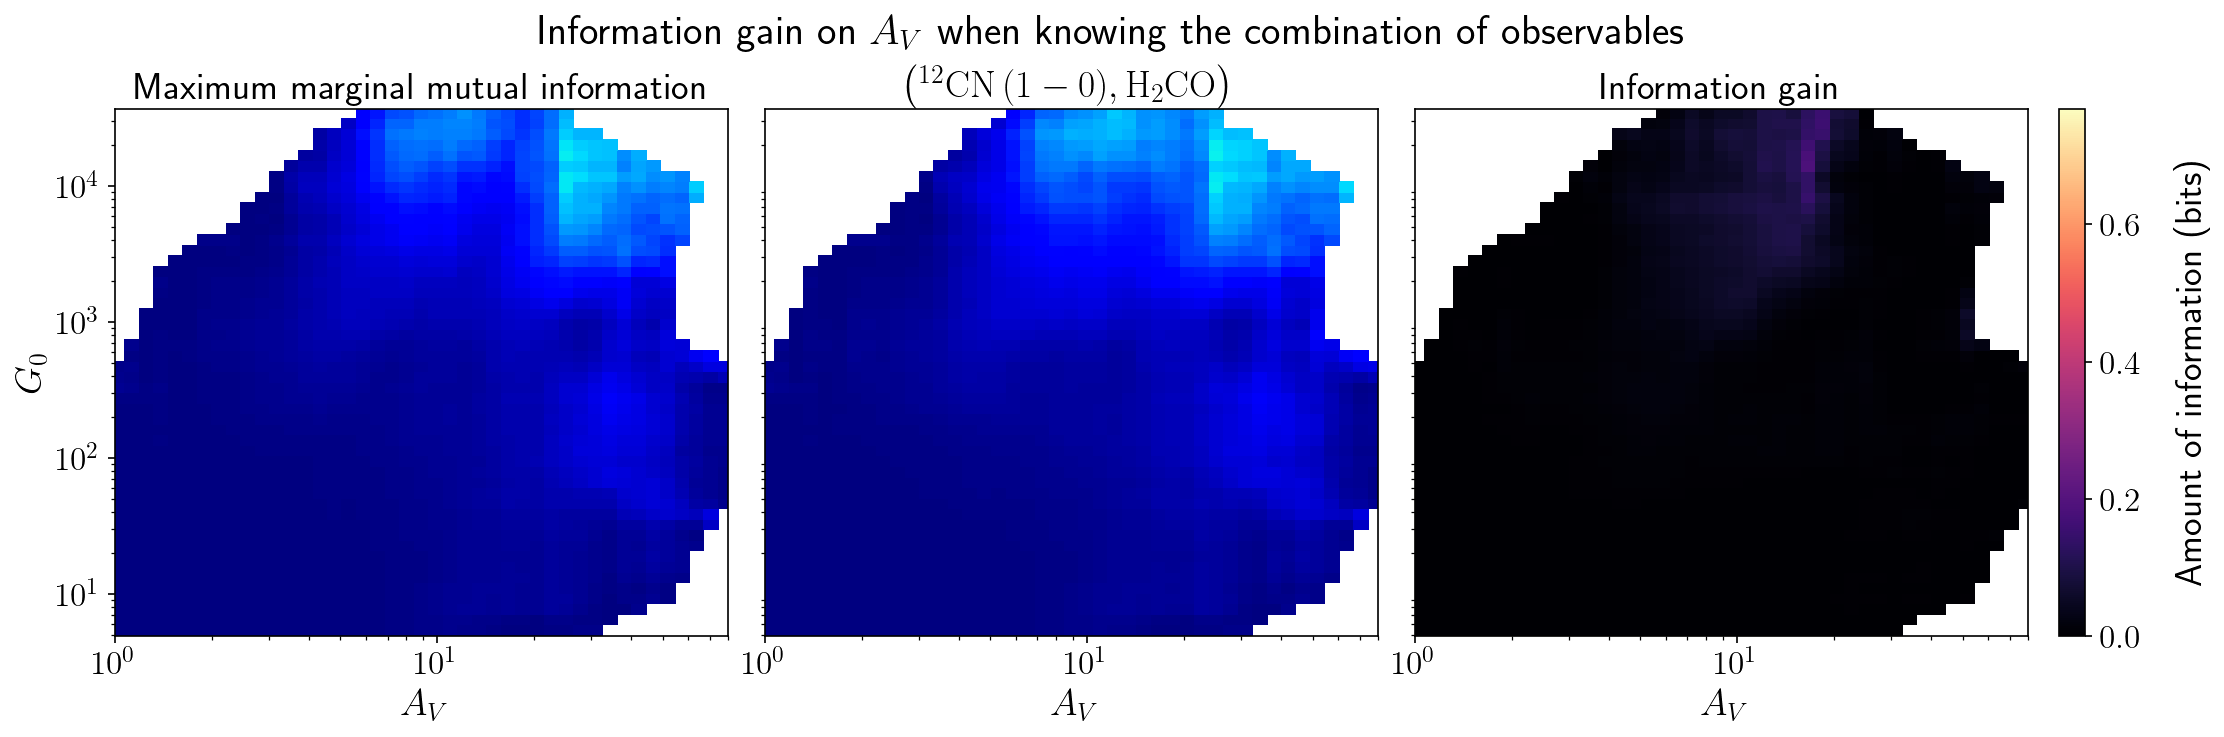 Information gain on A_V when knowing the combination of observables
Maximum marginal mutual information
(¹²CN (1 − 0), H₂CO)
Information gain
10⁴
10³
10²
10¹
G₀
10⁰ 10¹
A_V
10⁰ 10¹
A_V
10⁰ 10¹
A_V
0.6
0.4
0.2
0.0
Amount of information (bits)